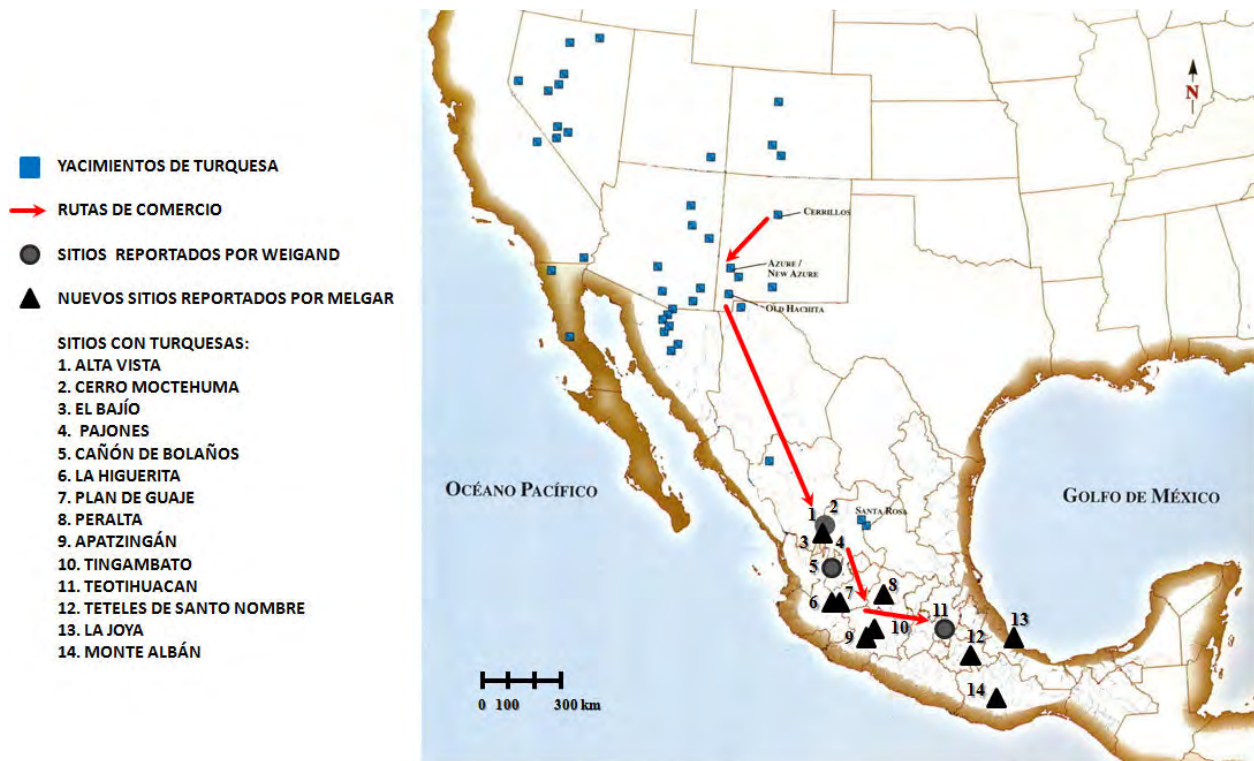 YACIMIENTOS DE TURQUESA
RUTAS DE COMERCIO
SITIOS REPORTADOS POR WEIGAND
NUEVOS SITIOS REPORTADOS POR MELGAR
SITIOS CON TURQUESAS:
1. ALTA VISTA
2. CERRO MOCTEHUMA
3. EL BAJÍO
4. PAJONES
5. CAÑÓN DE BOLAÑOS
6. LA HIGUERITA
7. PLAN DE GUAJE
8. PERALTA
9. APATZINGÁN
10. TINGAMBATO
11. TEOTIHUACAN
12. TETELES DE SANTO NOMBRE
13. LA JOYA
14. MONTE ALBÁN
N
CERRILLOS
AZURE /
NEW AZURE
OLD HACHITA
OCÉANO PACÍFICO
GOLFO DE MÉXICO
SANTA ROSA
1
2
3
4
5
6
7
8
9
10
11
12
13
14
0 100 300 km